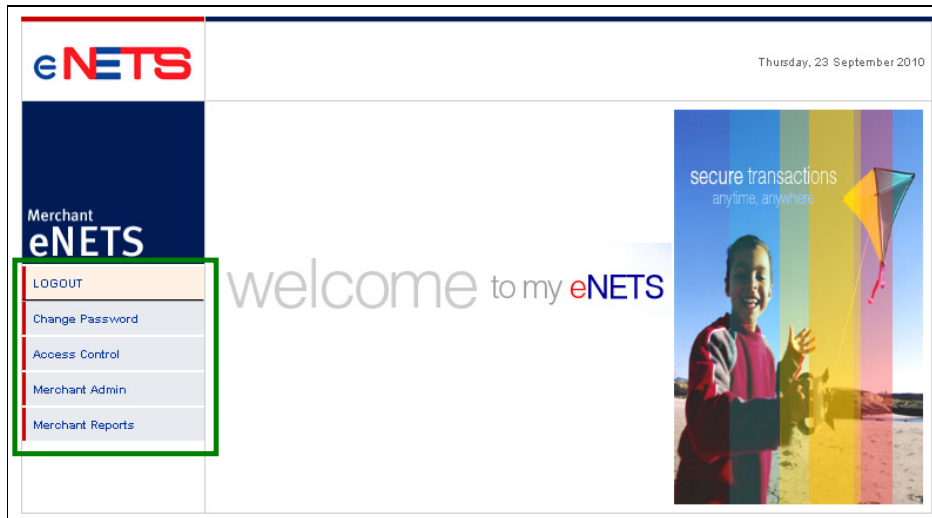 eNETS
Thursday, 23 September 2010
secure transactions
anytime, anywhere
Merchant
eNETS
LOGOUT
Change Password
Access Control
Merchant Admin
Merchant Reports
welcome to my eNETS